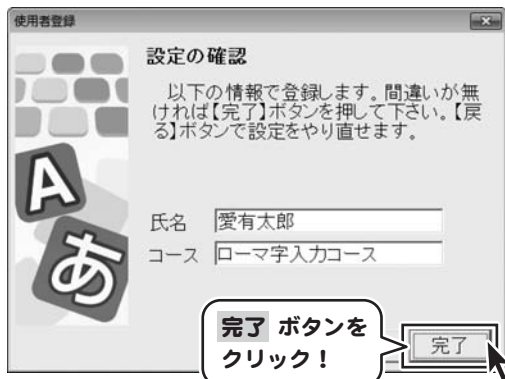 使用者登録
設定の確認
以下の情報で登録します。間違いが無
ければ【完了】ボタンを押して下さい。【戻
る】ボタンで設定をやり直せます。
A
あ
氏名 愛有太郎
コース ローマ字入力コース
完了 ボタンを
クリック！
完了